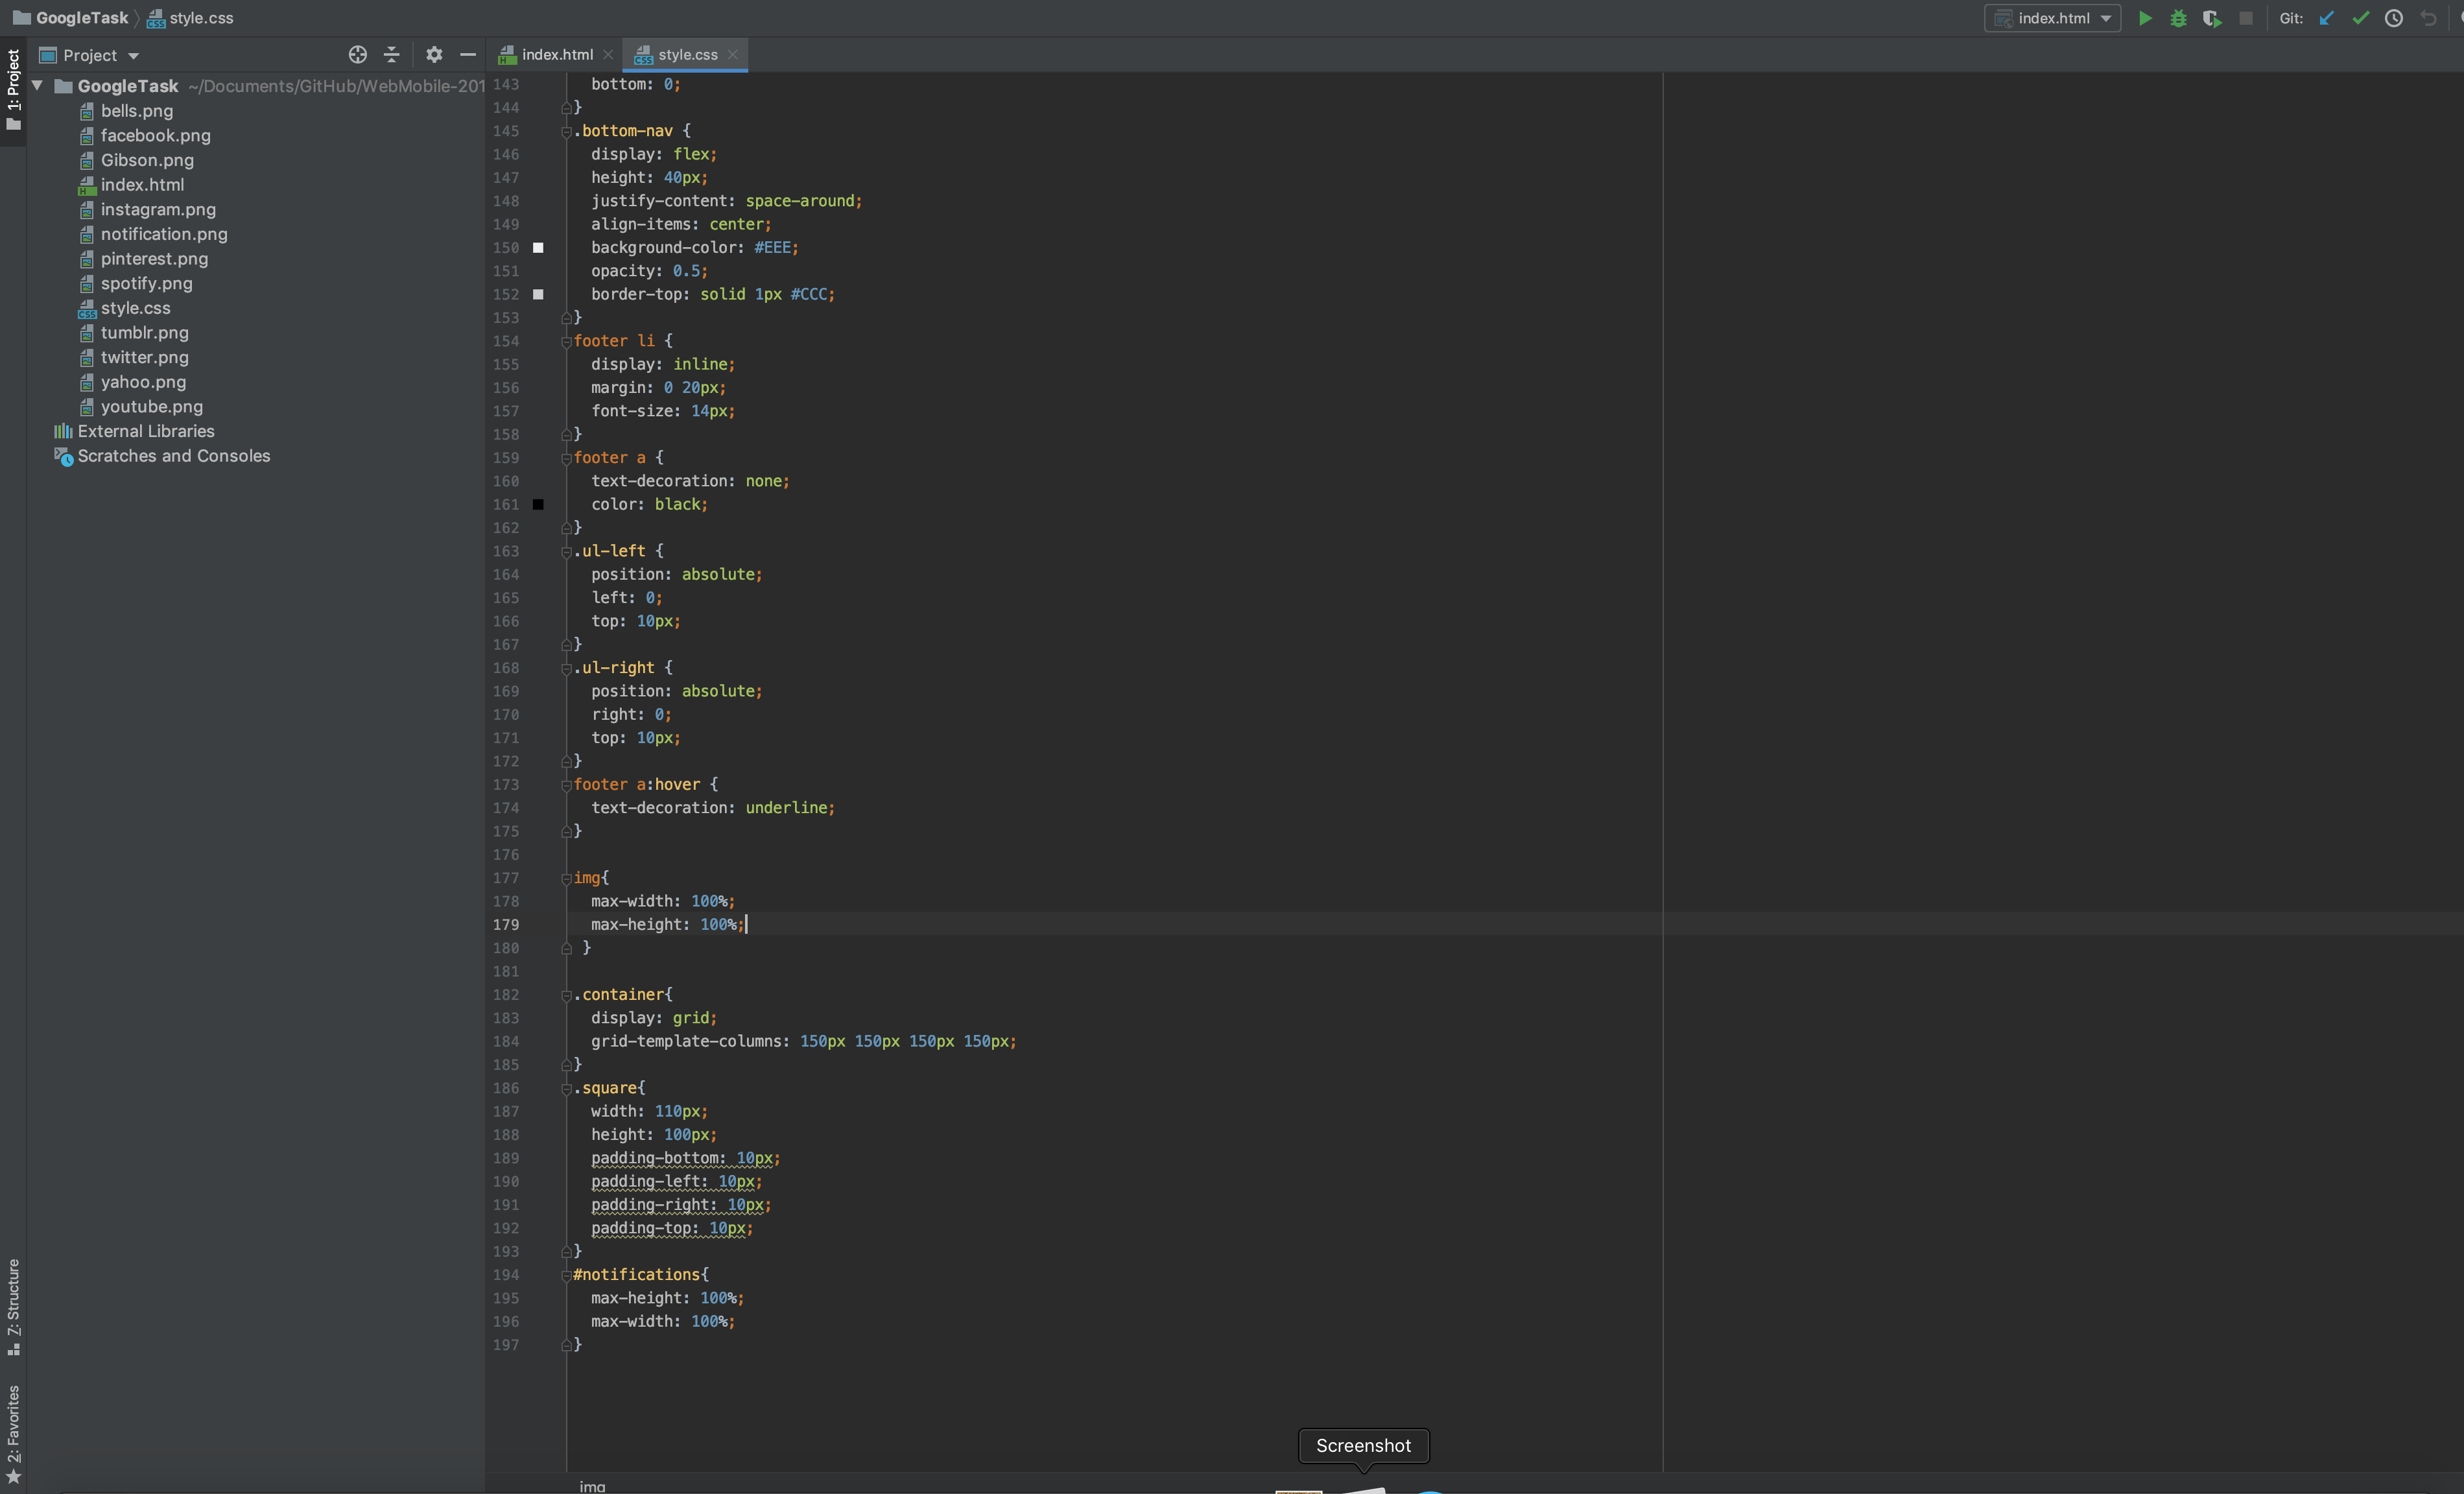 GoogleTask style.css
index.html Git:
1: Project
Project
GoogleTask ~/Documents/GitHub/WebMobile-201
bells.png
facebook.png
Gibson.png
index.html
instagram.png
notification.png
pinterest.png
spotify.png
style.css
tumblr.png
twitter.png
yahoo.png
youtube.png
External Libraries
Scratches and Consoles
7: Structure
2: Favorites
index.html style.css
143 bottom: 0;
144 }
145 .bottom-nav {
146 display: flex;
147 height: 40px;
148 justify-content: space-around;
149 align-items: center;
150 background-color: #EEE;
151 opacity: 0.5;
152 border-top: solid 1px #CCC;
153 }
154 footer li {
155 display: inline;
156 margin: 0 20px;
157 font-size: 14px;
158 }
159 footer a {
160 text-decoration: none;
161 color: black;
162 }
163 .ul-left {
164 position: absolute;
165 left: 0;
166 top: 10px;
167 }
168 .ul-right {
169 position: absolute;
170 right: 0;
171 top: 10px;
172 }
173 footer a:hover {
174 text-decoration: underline;
175 }
176
177 img{
178 max-width: 100%;
179 max-height: 100%;
180 }
181
182 .container{
183 display: grid;
184 grid-template-columns: 150px 150px 150px 150px;
185 }
186 .square{
187 width: 110px;
188 height: 100px;
189 padding-bottom: 10px;
190 padding-left: 10px;
191 padding-right: 10px;
192 padding-top: 10px;
193 }
194 #notifications{
195 max-height: 100%;
196 max-width: 100%;
197 }
Screenshot
img